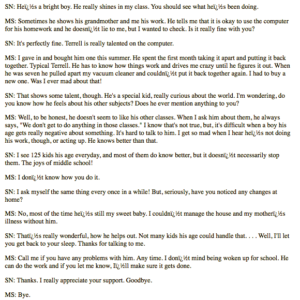 SN: Heï¿½s a bright boy. He really shines in my class. You should see what heï¿½s been doing.
MS: Sometimes he shows his grandmother and me his work. He tells me that it is okay to use the computer
for his homework and he doesnï¿½t lie to me, but I wanted to check. Is it really fine with you?
SN: It's perfectly fine. Terrell is really talented on the computer.
MS: I gave in and bought him one this summer. He spent the first month taking it apart and putting it back
together. Typical Terrell. He has to know how things work and drives me crazy until he figures it out. When
he was seven he pulled apart my vacuum cleaner and couldnï¿½t put it back together again. I had to buy a
new one. Was I ever mad about that!
SN: That shows some talent, though. He's a special kid, really curious about the world. I'm wondering, do
you know how he feels about his other subjects? Does he ever mention anything to you?
MS: Well, to be honest, he doesn't seem to like his other classes. When I ask him about them, he always
says, "We don't get to do anything in those classes." I know that's not true, but, it's difficult when a boy his
age gets really negative about something. It's hard to talk to him. I get so mad when I hear heï¿½s not doing
his work, though, or acting up. He knows better than that.
SN: I see 125 kids his age everyday, and most of them do know better, but it doesnï¿½t necessarily stop
them. The joys of middle school!
MS: I donï¿½t know how you do it.
SN: I ask myself the same thing every once in a while! But, seriously, have you noticed any changes at
home?
MS: No, most of the time heï¿½s still my sweet baby. I couldnï¿½t manage the house and my motherï¿½s
illness without him.
SN: Thatï¿½s really wonderful, how he helps out. Not many kids his age could handle that. . . . Well, I'll let
you get back to your sleep. Thanks for talking to me.
MS: Call me if you have any problems with him. Any time. I donï¿½t mind being woken up for school. He
can do the work and if you let me know, Iï¿½ll make sure it gets done.
SN: Thanks. I really appreciate your support. Goodbye.
MS: Bye.